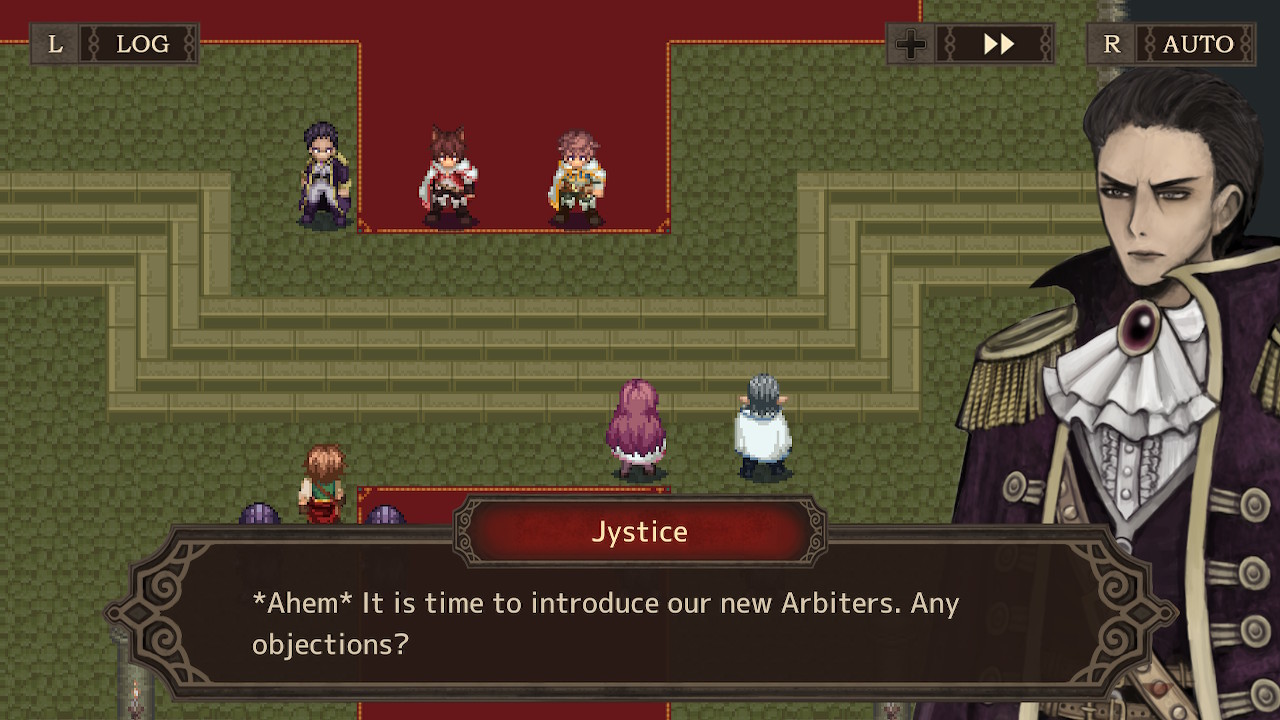 L LOG
R AUTO
Jystice
*Ahem* It is time to introduce our new Arbiters. Any
objections?